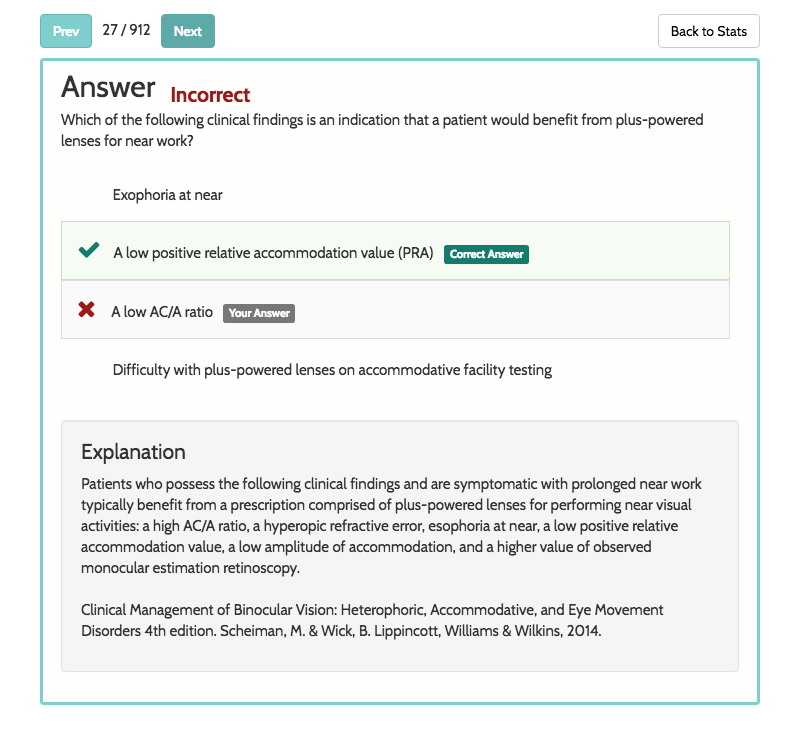 Prev 27 / 912 Next Back to Stats
Answer Incorrect
Which of the following clinical findings is an indication that a patient would benefit from plus-powered
lenses for near work?
Exophoria at near
A low positive relative accommodation value (PRA) Correct Answer
A low AC/A ratio Your Answer
Difficulty with plus-powered lenses on accommodative facility testing
Explanation
Patients who possess the following clinical findings and are symptomatic with prolonged near work
typically benefit from a prescription comprised of plus-powered lenses for performing near visual
activities: a high AC/A ratio, a hyperopic refractive error, esophoria at near, a low positive relative
accommodation value, a low amplitude of accommodation, and a higher value of observed
monocular estimation retinoscopy.
Clinical Management of Binocular Vision: Heterophoric, Accommodative, and Eye Movement
Disorders 4th edition. Scheiman, M. & Wick, B. Lippincott, Williams & Wilkins, 2014.